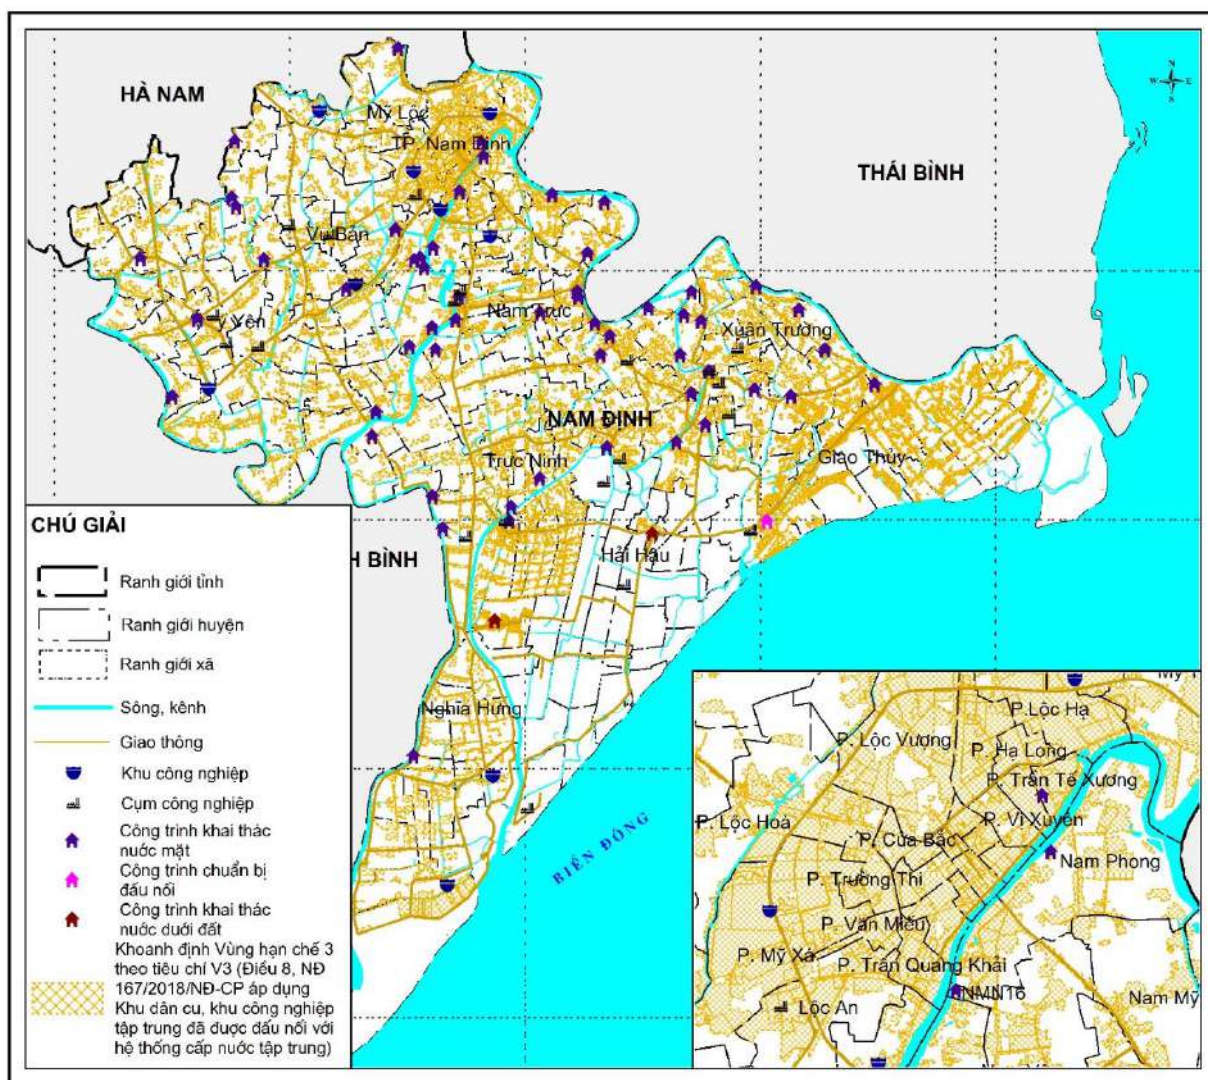 N
W E
S
HÀ NAM
Mỹ Lộc
TP. Nam Định
THÁI BÌNH
Vụ Bản
Nam Trực
Ý Yên
Xuân Trường
NAM ĐỊNH
Trực Ninh
Giao Thủy
H BÌNH
Hải Hậu
Nghĩa Hưng
BIỂN ĐÔNG
CHÚ GIẢI
Ranh giới tỉnh
Ranh giới huyện
Ranh giới xã
Sông, kênh
Giao thông
Khu công nghiệp
Cụm công nghiệp
Công trình khai thác
nước mặt
Công trình chuẩn bị
đấu nối
Công trình khai thác
nước dưới đất
Khoanh định Vùng hạn chế 3
theo tiêu chí V3 (Điều 8, NĐ
167/2018/NĐ-CP áp dụng
Khu dân cư, khu công nghiệp
tập trung đã được đấu nối với
hệ thống cấp nước tập trung)
P.Lộc Hạ
P. Lộc Vương
P. Hạ Long
P. Trần Tế Xương
P. Lộc Hoà
P. Vị Xuyên
P. Cửa Bắc
Nam Phong
P. Trường Thi
P. Văn Miếu
P. Mỹ Xá
P. Trần Quang Khải
Nam Mỹ
Lộc An